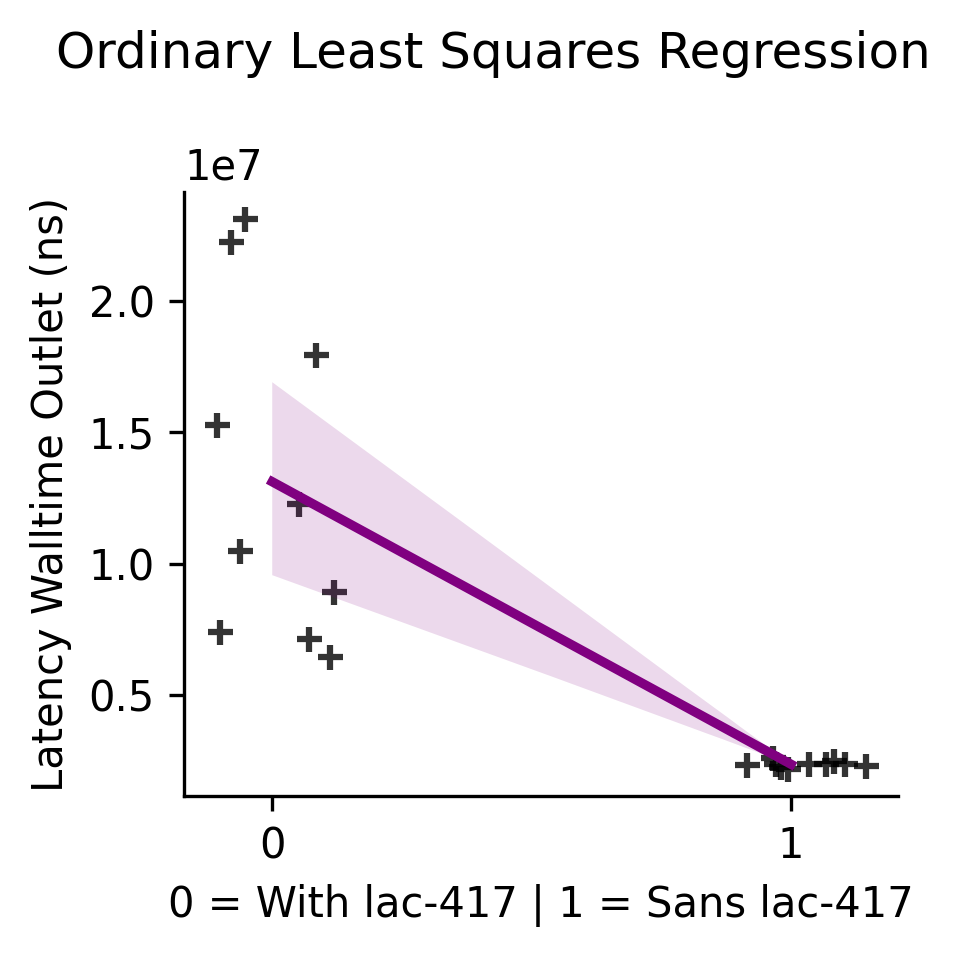 Ordinary Least Squares Regression
1e7
Latency Walltime Outlet (ns)
2.0
1.5
1.0
0.5
0 1
0 = With lac-417 | 1 = Sans lac-417